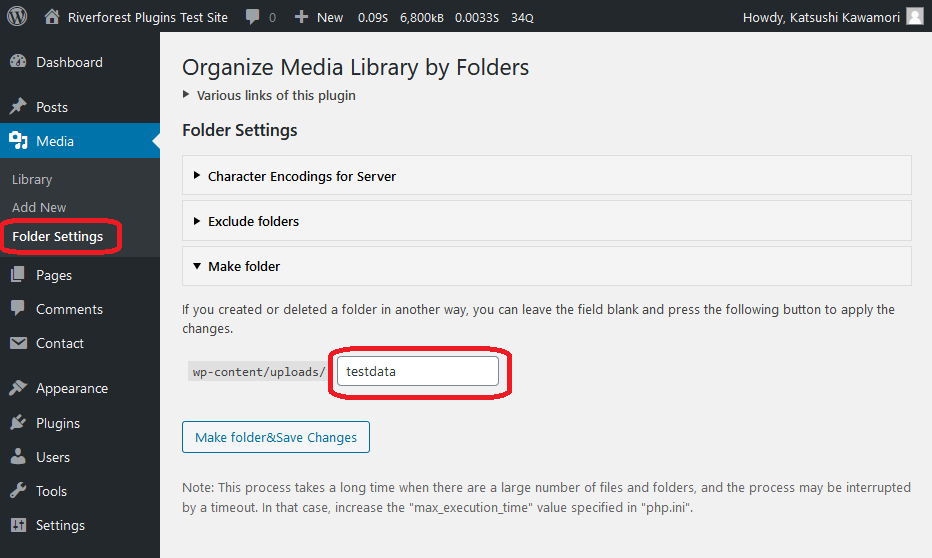 Riverforest Plugins Test Site 0 New 0.09S 6,800kB 0.0033S 34Q Howdy, Katsushi Kawamori
Dashboard
Posts
Media
Library
Add New
Folder Settings
Pages
Comments
Contact
Appearance
Plugins
Users
Tools
Settings
Organize Media Library by Folders
Various links of this plugin
Folder Settings
Character Encodings for Server
Exclude folders
Make folder
If you created or deleted a folder in another way, you can leave the field blank and press the following button to apply the
changes.
wp-content/uploads/ testdata
Make folder&Save Changes
Note: This process takes a long time when there are a large number of files and folders, and the process may be interrupted
by a timeout. In that case, increase the "max_execution_time" value specified in "php.ini".